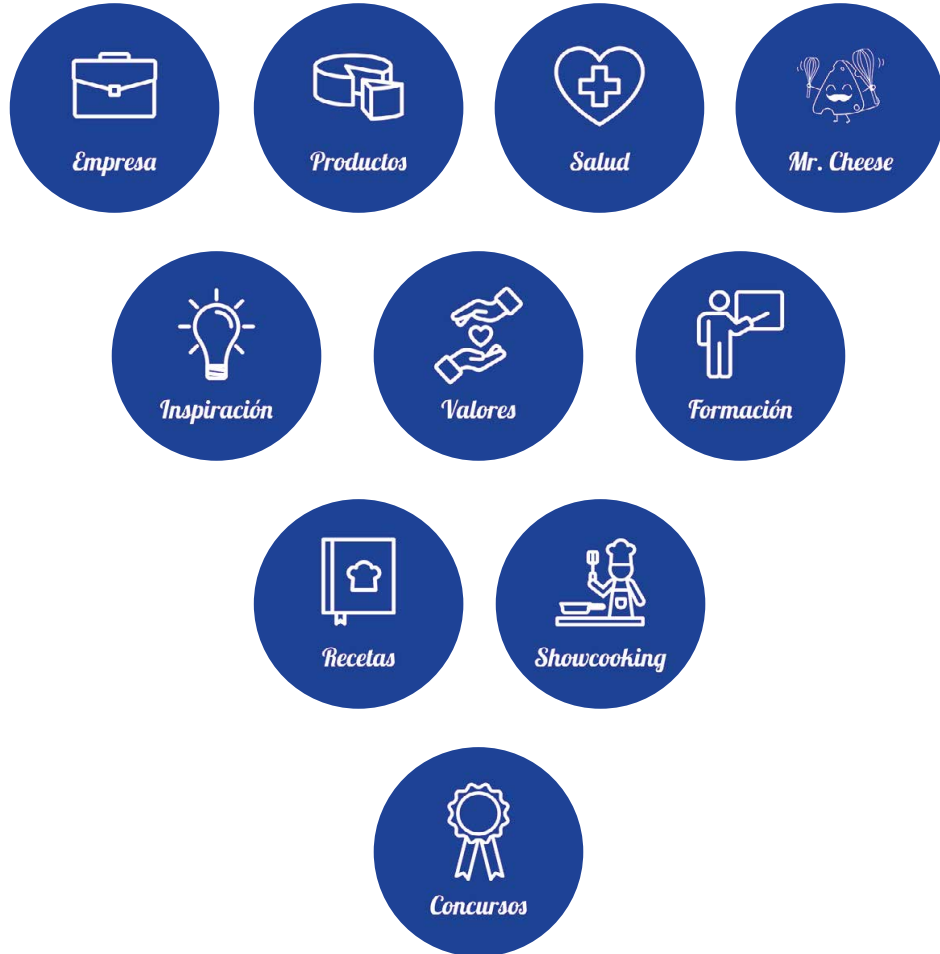 Empresa
Productos
Salud
Mr. Cheese
Inspiración
Valores
Formación
Recetas
Showcooking
Concursos